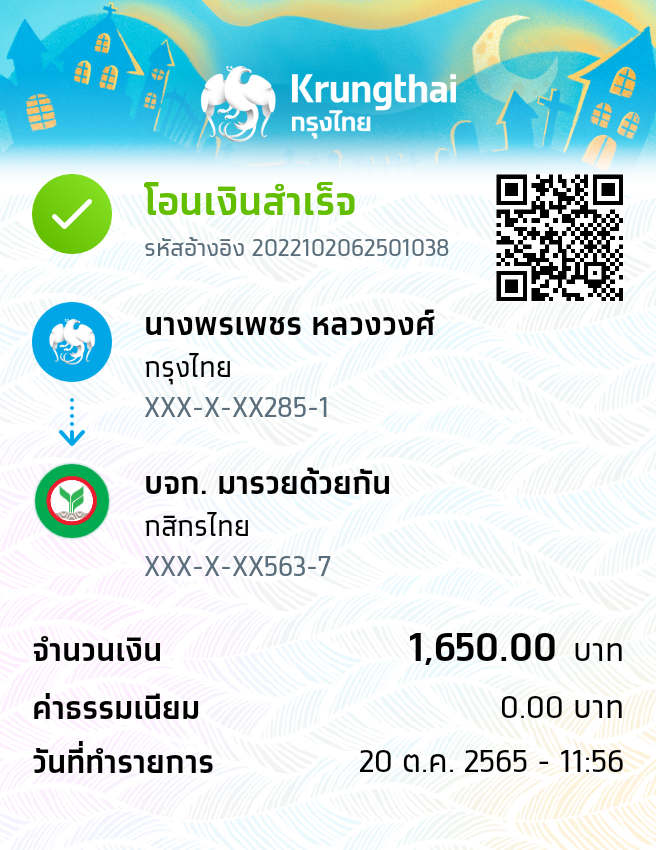 Krungthai
กรุงไทย
โอนเงินสำเร็จ
รหัสอ้างอิง 2022102062501038
นางพรเพชร หลวงวงศ์
กรุงไทย
XXX-X-XX285-1
บจก. มารวยด้วยกัน
กสิกรไทย
XXX-X-XX563-7
จำนวนเงิน 1,650.00 บาท
ค่าธรรมเนียม 0.00 บาท
วันที่ทำรายการ 20 ต.ค. 2565 - 11:56